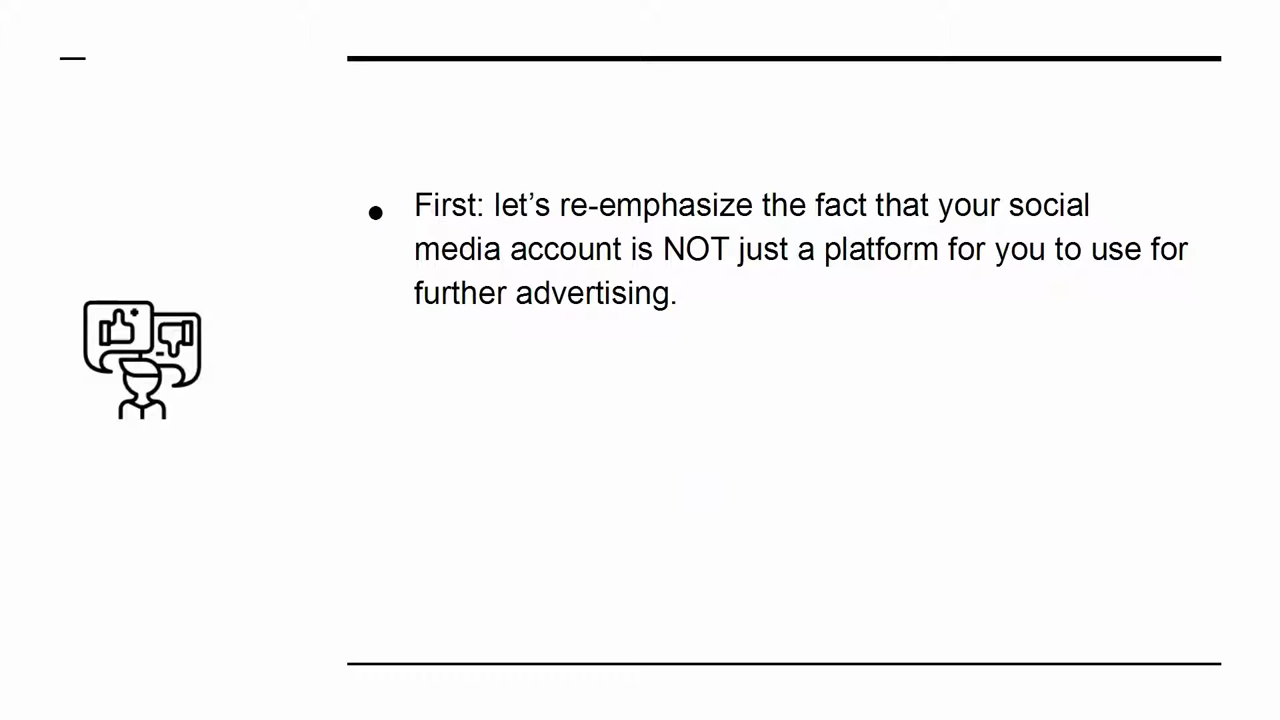 • First: let’s re-emphasize the fact that your social
media account is NOT just a platform for you to use for
further advertising.